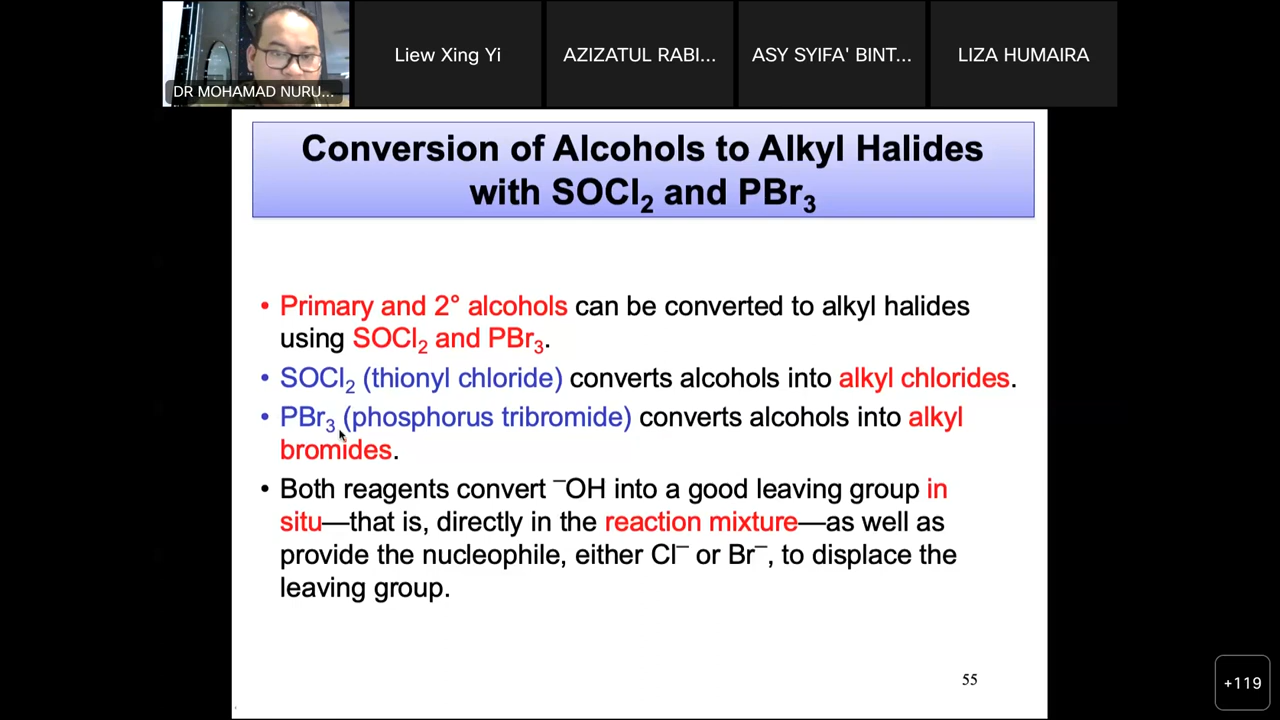 DR MOHAMAD NURU...
Liew Xing Yi
AZIZATUL RABI...
ASY SYIFA' BINT...
LIZA HUMAIRA
Conversion of Alcohols to Alkyl Halides
with SOCl₂ and PBr₃
• Primary and 2° alcohols can be converted to alkyl halides
using SOCl₂ and PBr₃.
• SOCl₂ (thionyl chloride) converts alcohols into alkyl chlorides.
• PBr₃ (phosphorus tribromide) converts alcohols into alkyl
bromides.
• Both reagents convert ⁻OH into a good leaving group in
situ—that is, directly in the reaction mixture—as well as
provide the nucleophile, either Cl⁻ or Br⁻, to displace the
leaving group.
55
+119